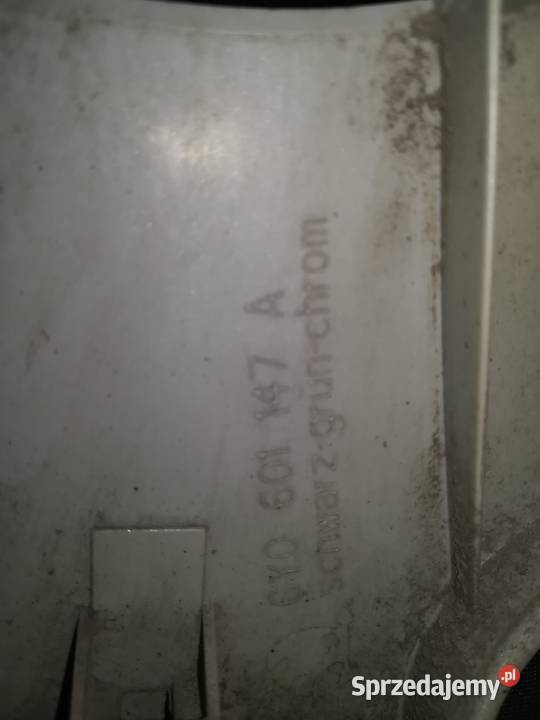 6Y0 601 147 A
schwarz-grün-chrom
Sprzedajemy.pl